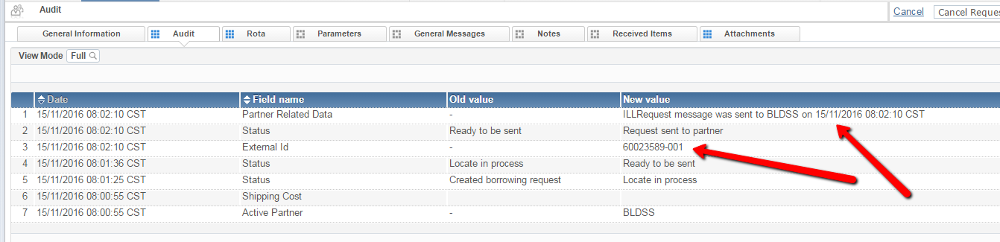 Audit
Cancel Cancel Reque
General Information Audit Rota Parameters General Messages Notes Received Items Attachments
View Mode Full
Date Field name Old value New value
1 15/11/2016 08:02:10 CST Partner Related Data - ILLRequest message was sent to BLDSS on 15/11/2016 08:02:10 CST
2 15/11/2016 08:02:10 CST Status Ready to be sent Request sent to partner
3 15/11/2016 08:02:10 CST External Id - 60023589-001
4 15/11/2016 08:01:36 CST Status Locate in process Ready to be sent
5 15/11/2016 08:01:25 CST Status Created borrowing request Locate in process
6 15/11/2016 08:00:55 CST Shipping Cost
7 15/11/2016 08:00:55 CST Active Partner - BLDSS